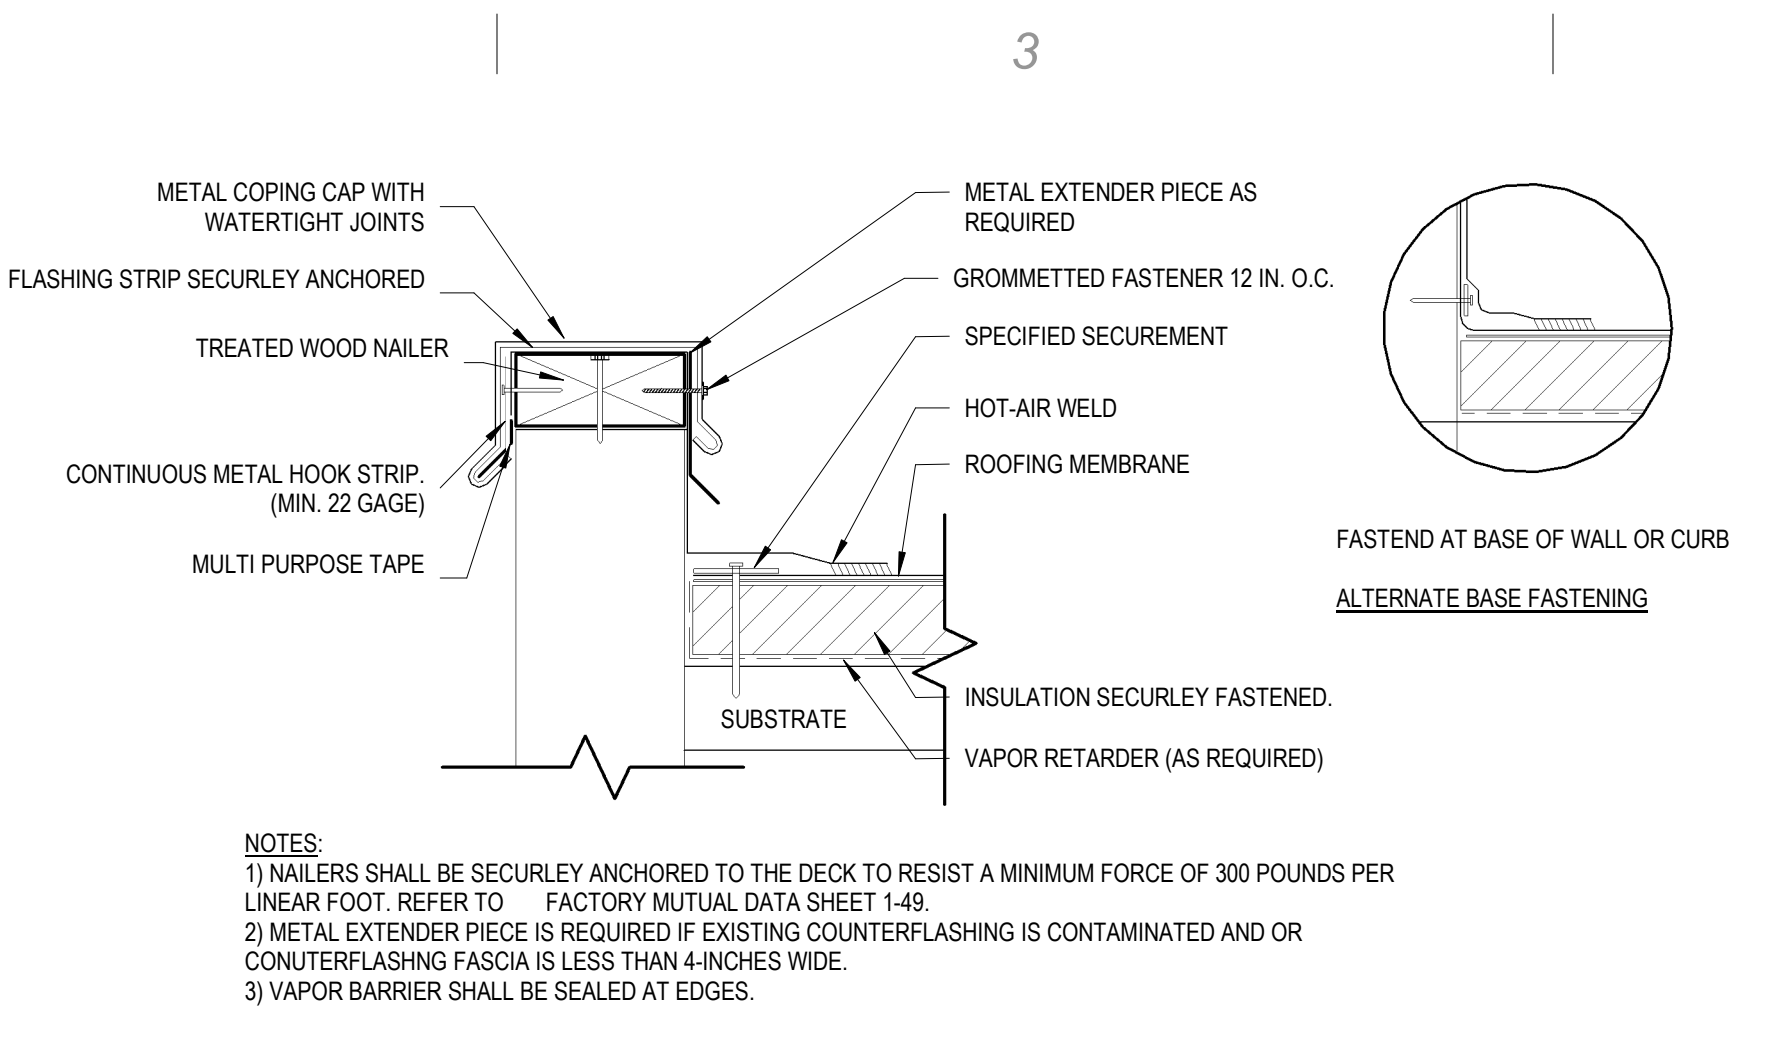 3
METAL COPING CAP WITH
WATERTIGHT JOINTS
FLASHING STRIP SECURLEY ANCHORED
TREATED WOOD NAILER
CONTINUOUS METAL HOOK STRIP.
(MIN. 22 GAGE)
MULTI PURPOSE TAPE
METAL EXTENDER PIECE AS
REQUIRED
GROMMETTED FASTENER 12 IN. O.C.
SPECIFIED SECUREMENT
HOT-AIR WELD
ROOFING MEMBRANE
INSULATION SECURLEY FASTENED.
SUBSTRATE
VAPOR RETARDER (AS REQUIRED)
FASTEND AT BASE OF WALL OR CURB
ALTERNATE BASE FASTENING
NOTES:
1) NAILERS SHALL BE SECURLEY ANCHORED TO THE DECK TO RESIST A MINIMUM FORCE OF 300 POUNDS PER
LINEAR FOOT. REFER TO FACTORY MUTUAL DATA SHEET 1-49.
2) METAL EXTENDER PIECE IS REQUIRED IF EXISTING COUNTERFLASHING IS CONTAMINATED AND OR
CONUTERFLASHNG FASCIA IS LESS THAN 4-INCHES WIDE.
3) VAPOR BARRIER SHALL BE SEALED AT EDGES.